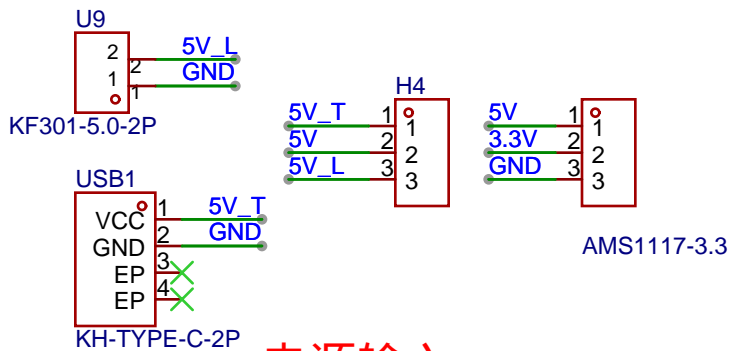 U9
2 2 5V_L
1 1 GND
KF301-5.0-2P
H4
5V_T 1 1
5V 2 2
5V_L 3 3
5V 1 1
3.3V 2 2
GND 3 3
AMS1117-3.3
USB1
VCC 1 5V_T
GND 2 GND
EP 3
EP 4
KH-TYPE-C-2P